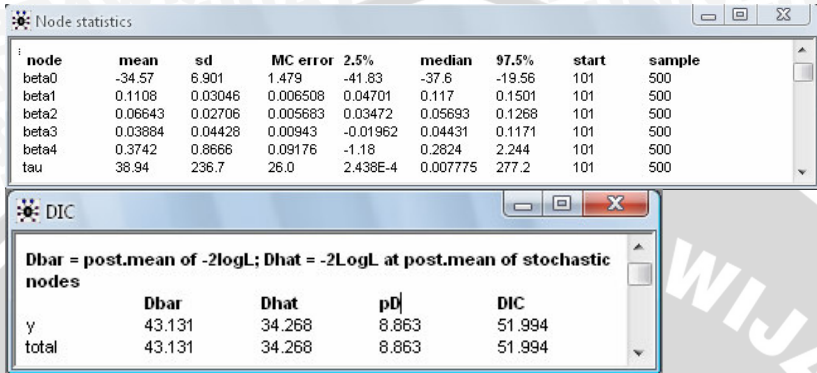 Node statistics
node mean sd MC error 2.5% median 97.5% start sample
beta0 -34.57 6.901 1.479 -41.83 -37.6 -19.56 101 500
beta1 0.1108 0.03046 0.006508 0.04701 0.117 0.1501 101 500
beta2 0.06643 0.02706 0.005683 0.03472 0.05693 0.1268 101 500
beta3 0.03884 0.04428 0.00943 -0.01962 0.04431 0.1171 101 500
beta4 0.3742 0.8666 0.09176 -1.18 0.2824 2.244 101 500
tau 38.94 236.7 26.0 2.438E-4 0.007775 277.2 101 500
DIC
Dbar = post.mean of -2logL; Dhat = -2LogL at post.mean of stochastic
nodes
Dbar Dhat pD DIC
y 43.131 34.268 8.863 51.994
total 43.131 34.268 8.863 51.994
WIJA